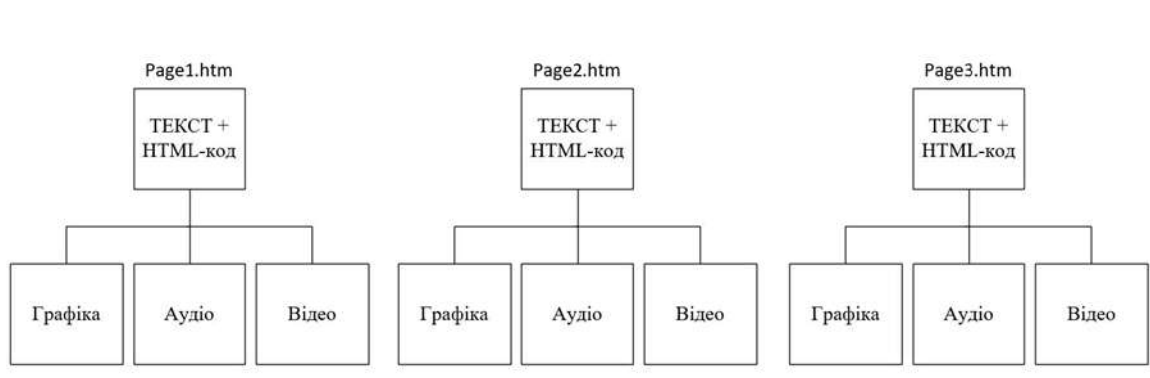 Page1.htm
Page2.htm
Page3.htm
ТЕКСТ +
HTML-код
ТЕКСТ +
HTML-код
ТЕКСТ +
HTML-код
Графіка
Аудіо
Відео
Графіка
Аудіо
Відео
Графіка
Аудіо
Відео